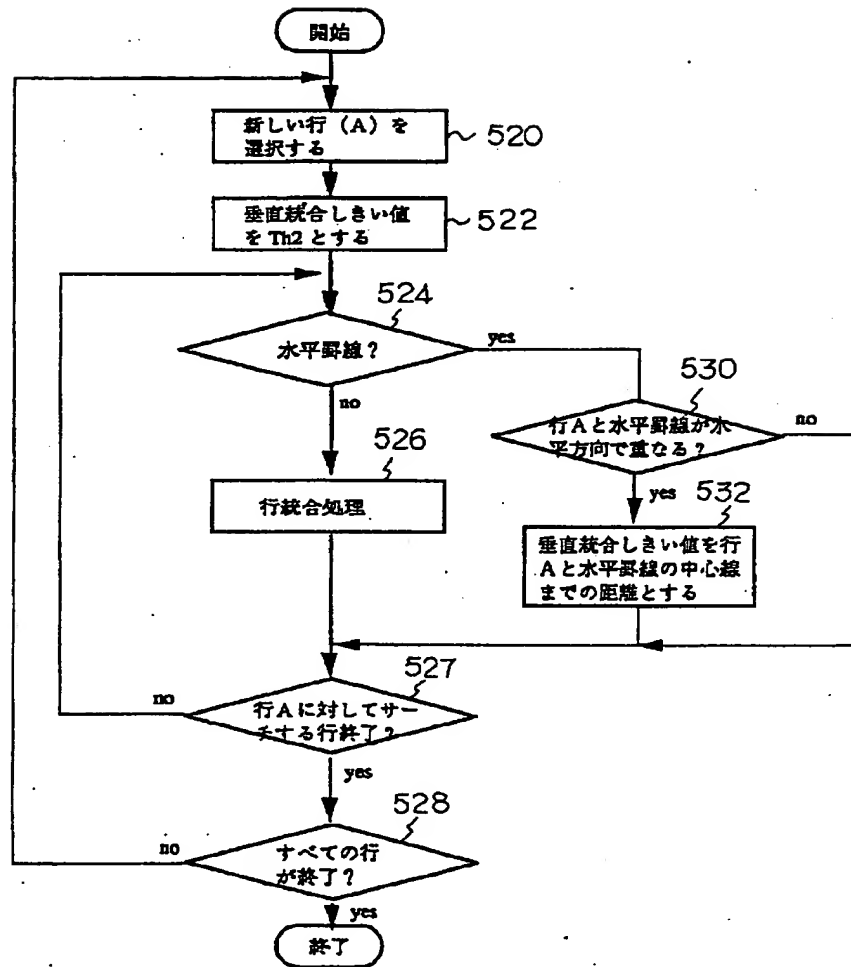 開始
新しい行（A）を
選択する
520
垂直統合しきい値
をTh2とする
522
524
水平罫線？
yes
no
530
行Aと水平罫線が水
平方向で重なる？
no
yes
526
行統合処理
532
垂直統合しきい値を行
Aと水平罫線の中心線
までの距離とする
527
行Aに対してサー
チする行終了？
no
yes
528
すべての行
が終了？
no
yes
終了